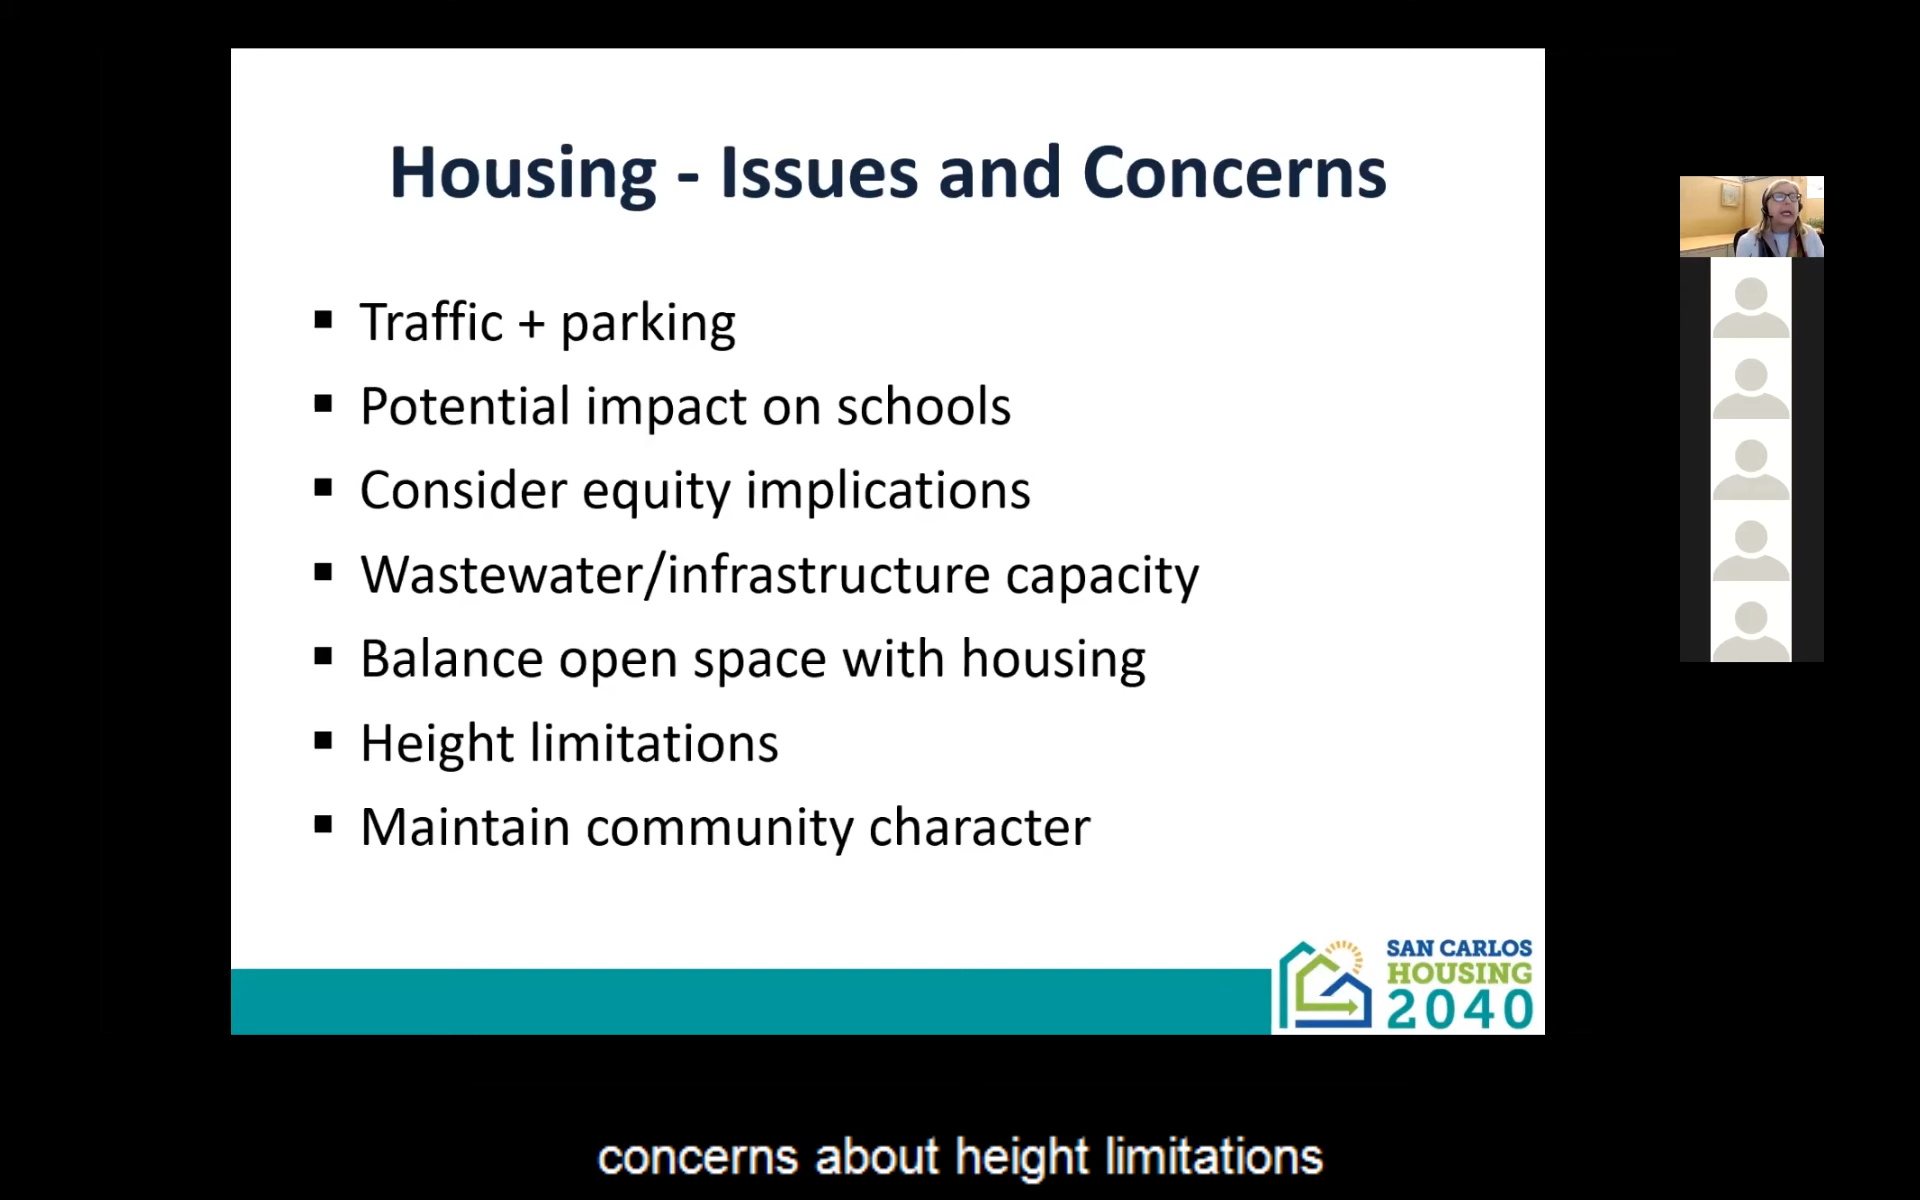 Housing - Issues and Concerns
▪ Traffic + parking
▪ Potential impact on schools
▪ Consider equity implications
▪ Wastewater/infrastructure capacity
▪ Balance open space with housing
▪ Height limitations
▪ Maintain community character
SAN CARLOS
HOUSING
2040
concerns about height limitations